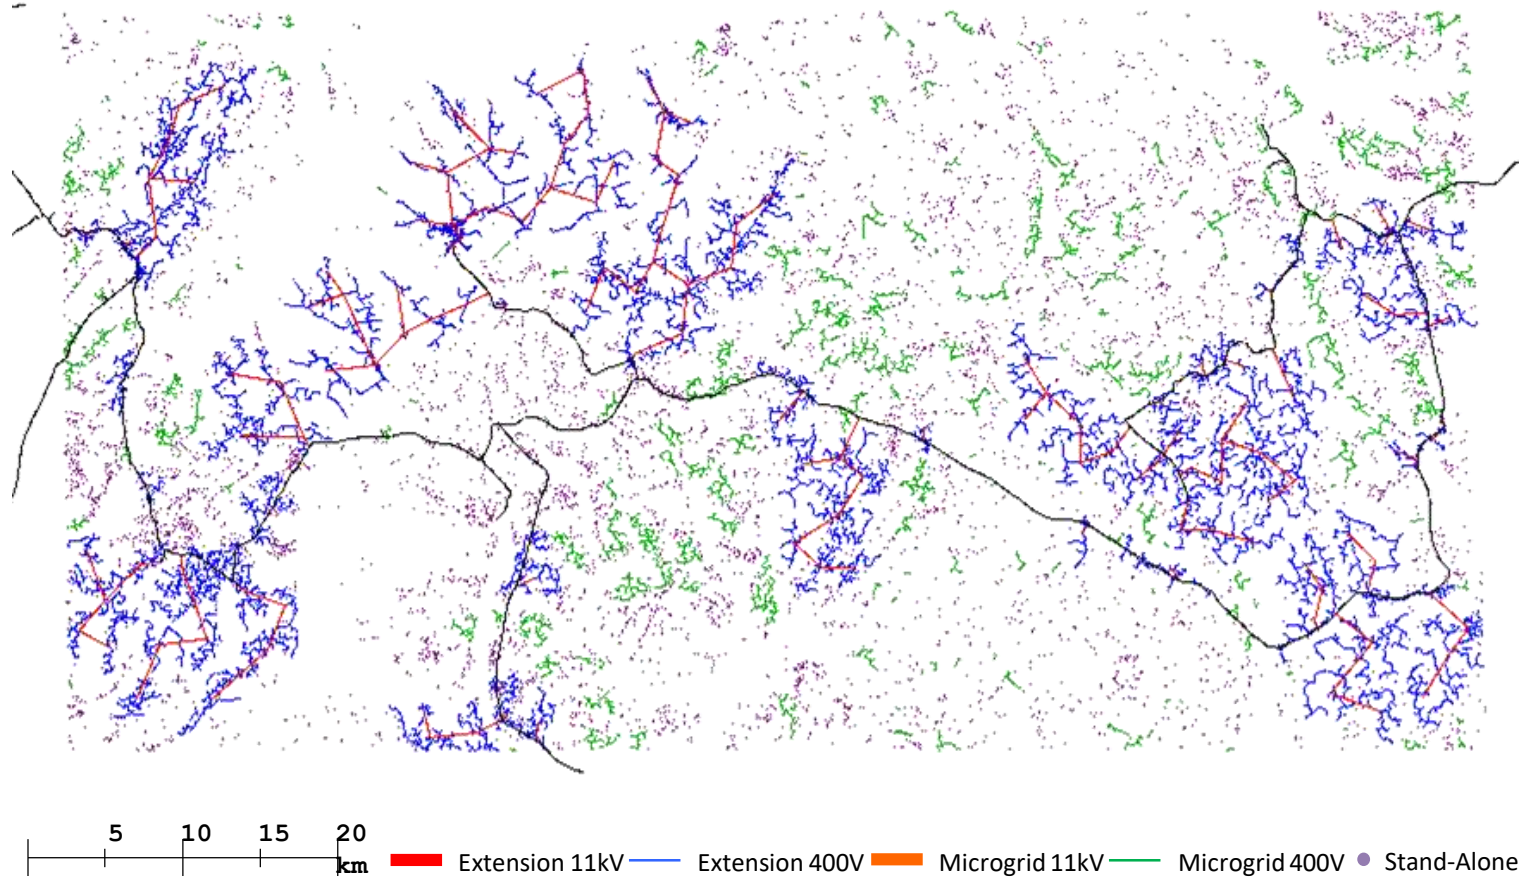 5 10 15 20
km
Extension 11kV Extension 400V Microgrid 11kV Microgrid 400V Stand-Alone